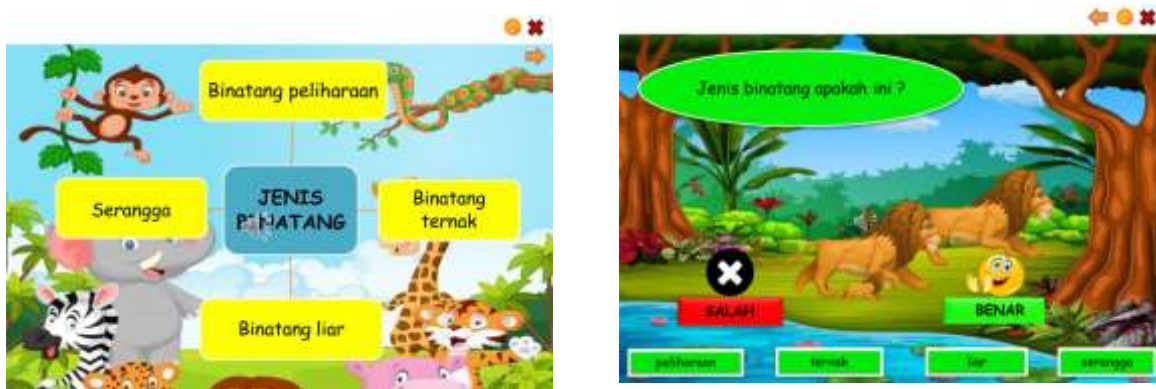 Binatang peliharaan
Serangga
JENIS
BINATANG
Binatang
ternak
Binatang liar
Jenis binatang apakah ini ?
SALAH
BENAR
peliharaan
ternak
liar
serangga